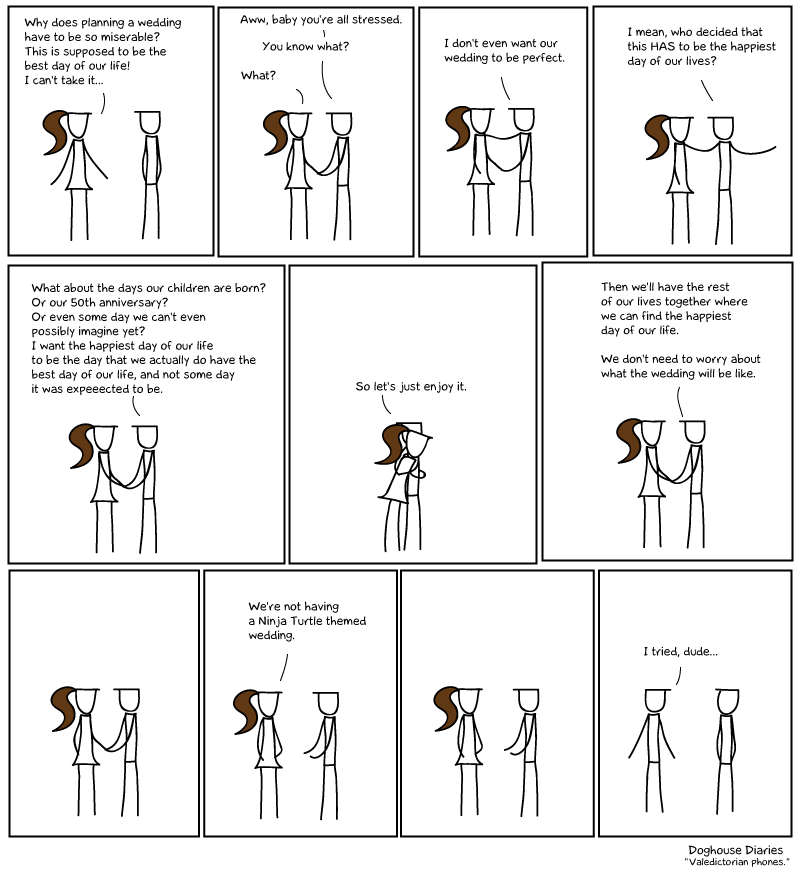 Why does planning a wedding
have to be so miserable?
This is supposed to be the
best day of our life!
I can't take it...
Aww, baby you're all stressed.
You know what?
What?
I don't even want our
wedding to be perfect.
I mean, who decided that
this HAS to be the happiest
day of our lives?
What about the days our children are born?
Or our 50th anniversary?
Or even some day we can't even
possibly imagine yet?
I want the happiest day of our life
to be the day that we actually do have the
best day of our life, and not some day
it was expeeected to be.
So let's just enjoy it.
Then we'll have the rest
of our lives together where
we can find the happiest
day of our life.
We don't need to worry about
what the wedding will be like.
We're not having
a Ninja Turtle themed
wedding.
I tried, dude...
Doghouse Diaries
"Valedictorian phones."